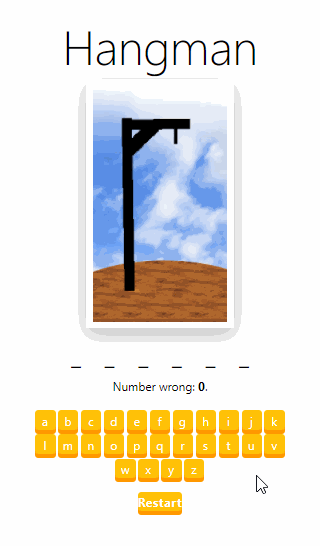 Hangman
_ _ _ _ _ _
Number wrong: 0.
a b c d e f g h i j k
l m n o p q r s t u v
w x y z
Restart